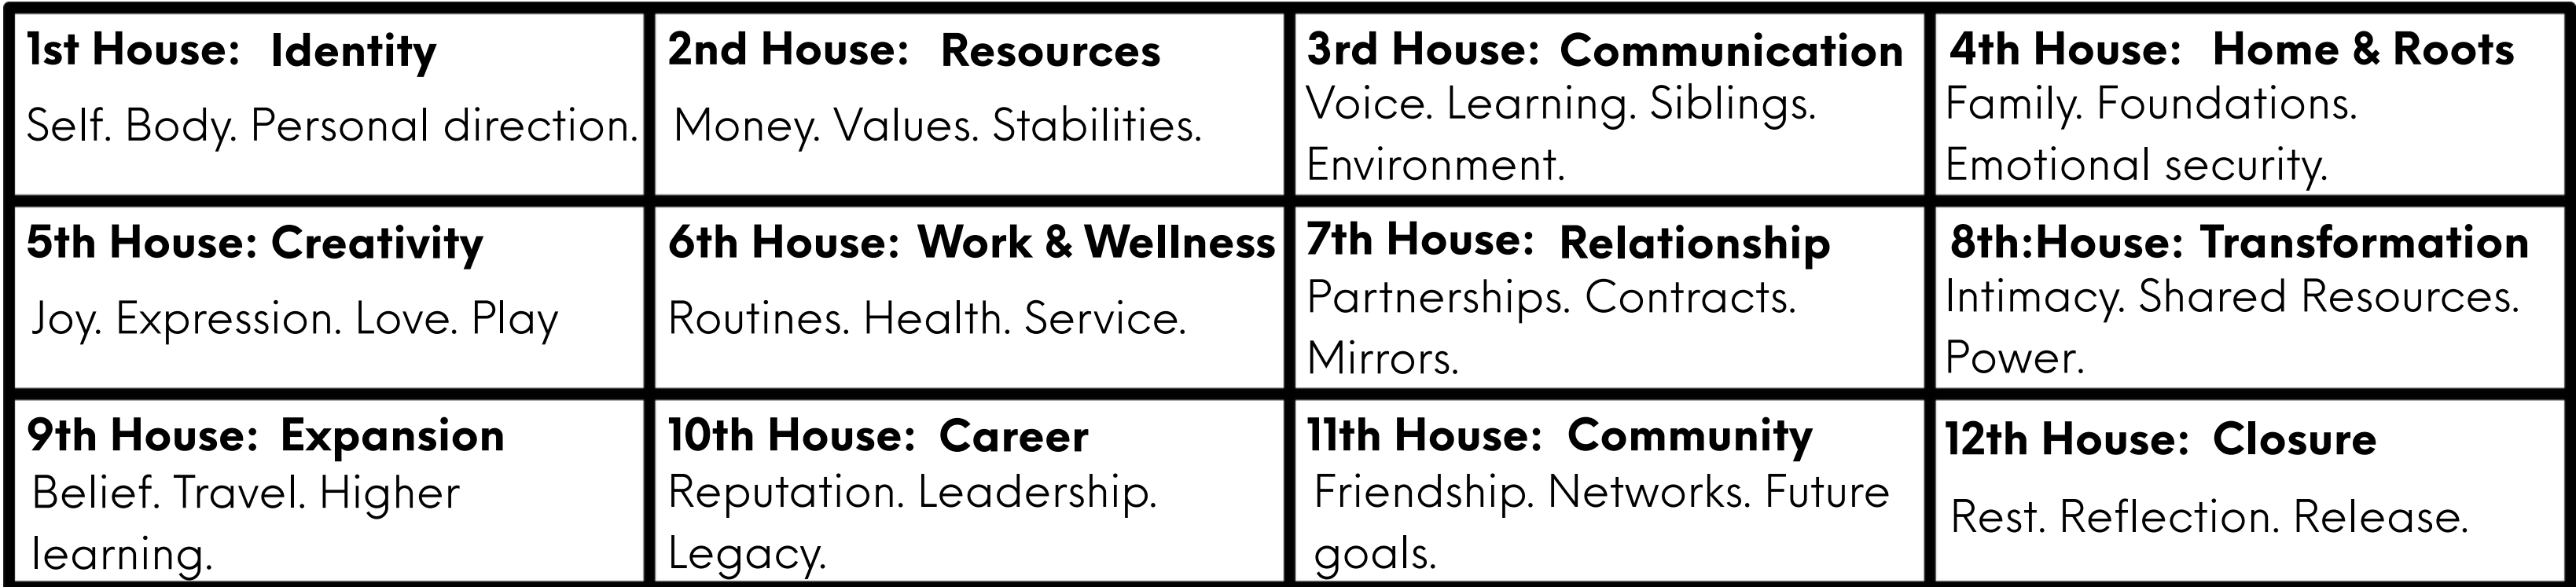 1st House: Identity
Self. Body. Personal direction.
2nd House: Resources
Money. Values. Stabilities.
3rd House: Communication
Voice. Learning. Siblings.
Environment.
4th House: Home & Roots
Family. Foundations.
Emotional security.
5th House: Creativity
Joy. Expression. Love. Play
6th House: Work & Wellness
Routines. Health. Service.
7th House: Relationship
Partnerships. Contracts.
Mirrors.
8th:House: Transformation
Intimacy. Shared Resources.
Power.
9th House: Expansion
Belief. Travel. Higher
learning.
10th House: Career
Reputation. Leadership.
Legacy.
11th House: Community
Friendship. Networks. Future
goals.
12th House: Closure
Rest. Reflection. Release.